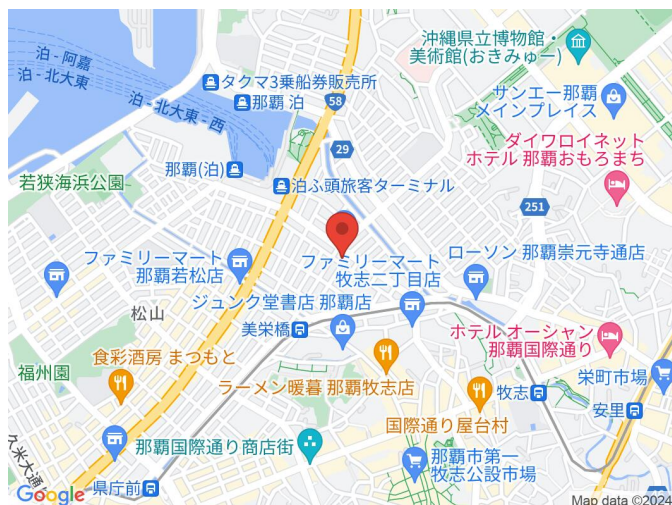 沖縄県立博物館・
美術館(おきみゅー)
泊 - 阿嘉
泊 - 北大東
泊 - 北大東 - 西
タクマ3乗船券販売所
那覇 泊
58
サンエー那覇
メインプレイス
29
ダイワロイネット
ホテル 那覇おもろまち
那覇(泊)
若狭海浜公園
泊ふ頭旅客ターミナル
251
ファミリーマート
那覇若松店
ファミリーマート
牧志二丁目店
ローソン 那覇崇元寺通店
ジュンク堂書店 那覇店
松山
美栄橋
ホテル オーシャン
那覇国際通り
食彩酒房 まつもと
福州園
ラーメン暖暮 那覇牧志店
牧志
栄町市場
安里
国際通り屋台村
久米大通り
那覇国際通り商店街
那覇市第一
牧志公設市場
県庁前
Google
Map data ©2024